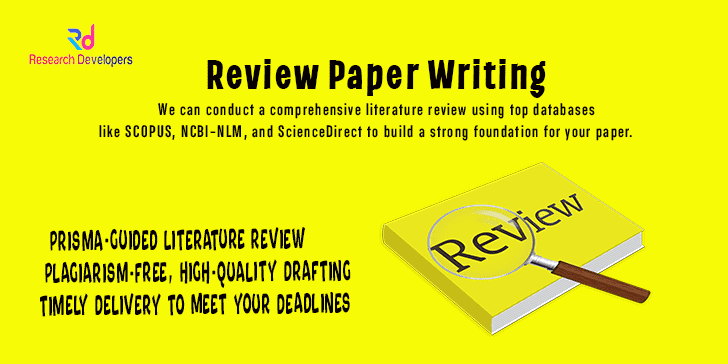 Rd
Research Developers
Review Paper Writing
We can conduct a comprehensive literature review using top databases
like SCOPUS, NCBI-NLM, and ScienceDirect to build a strong foundation for your paper.
Review
PRISMA-GUIDED LITERATURE REVIEW
PLAGIARISM-FREE, HIGH-QUALITY DRAFTING
TIMELY DELIVERY TO MEET YOUR DEADLINES